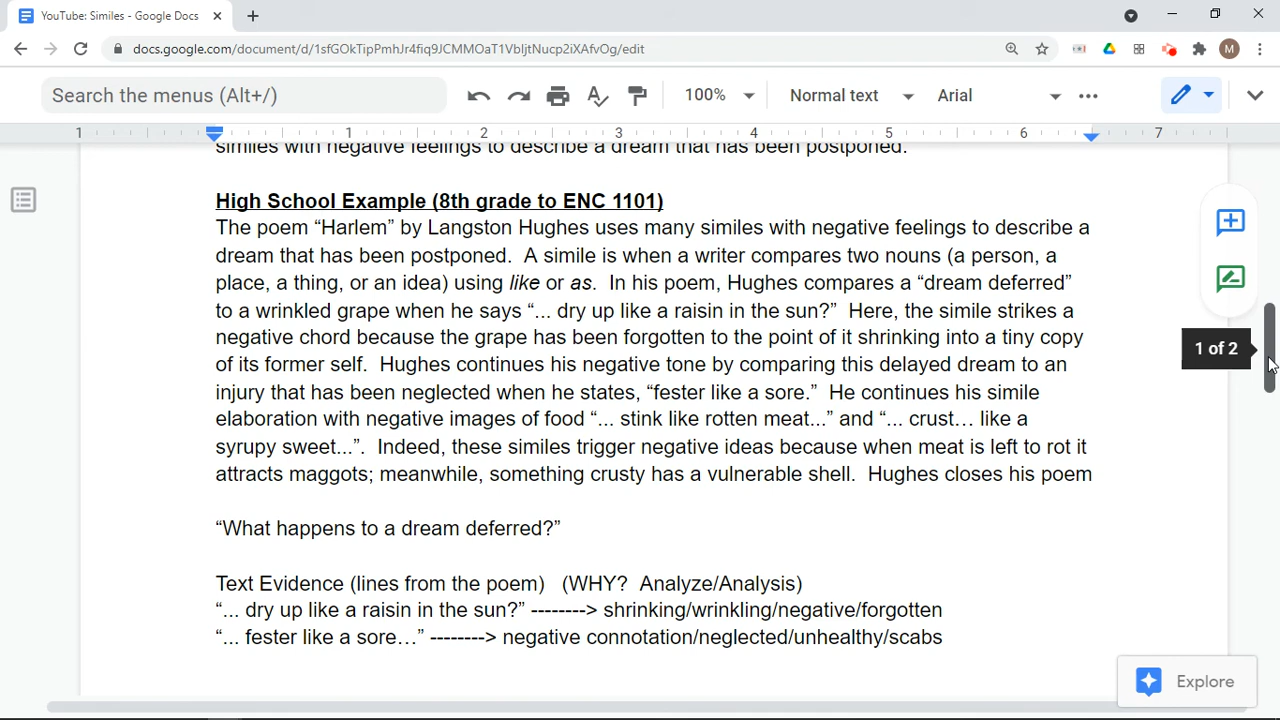 YouTube: Similes - Google Docs
docs.google.com/document/d/1sfGOkTipPmhJr4fiq9JCMMOaT1VbIjtNucp2iXAfvOg/edit
M
Search the menus (Alt+/)
100%
Normal text
Arial
1 1 2 3 4 5 6 7
similes with negative feelings to describe a dream that has been postponed.
High School Example (8th grade to ENC 1101)
The poem “Harlem” by Langston Hughes uses many similes with negative feelings to describe a
dream that has been postponed. A simile is when a writer compares two nouns (a person, a
place, a thing, or an idea) using like or as. In his poem, Hughes compares a “dream deferred”
to a wrinkled grape when he says “... dry up like a raisin in the sun?” Here, the simile strikes a
negative chord because the grape has been forgotten to the point of it shrinking into a tiny copy
of its former self. Hughes continues his negative tone by comparing this delayed dream to an
injury that has been neglected when he states, “fester like a sore.” He continues his simile
elaboration with negative images of food “... stink like rotten meat...” and “... crust... like a
syrupy sweet...”. Indeed, these similes trigger negative ideas because when meat is left to rot it
attracts maggots; meanwhile, something crusty has a vulnerable shell. Hughes closes his poem
1 of 2
“What happens to a dream deferred?”
Text Evidence (lines from the poem) (WHY? Analyze/Analysis)
“... dry up like a raisin in the sun?” --------> shrinking/wrinkling/negative/forgotten
“... fester like a sore…” --------> negative connotation/neglected/unhealthy/scabs
Explore